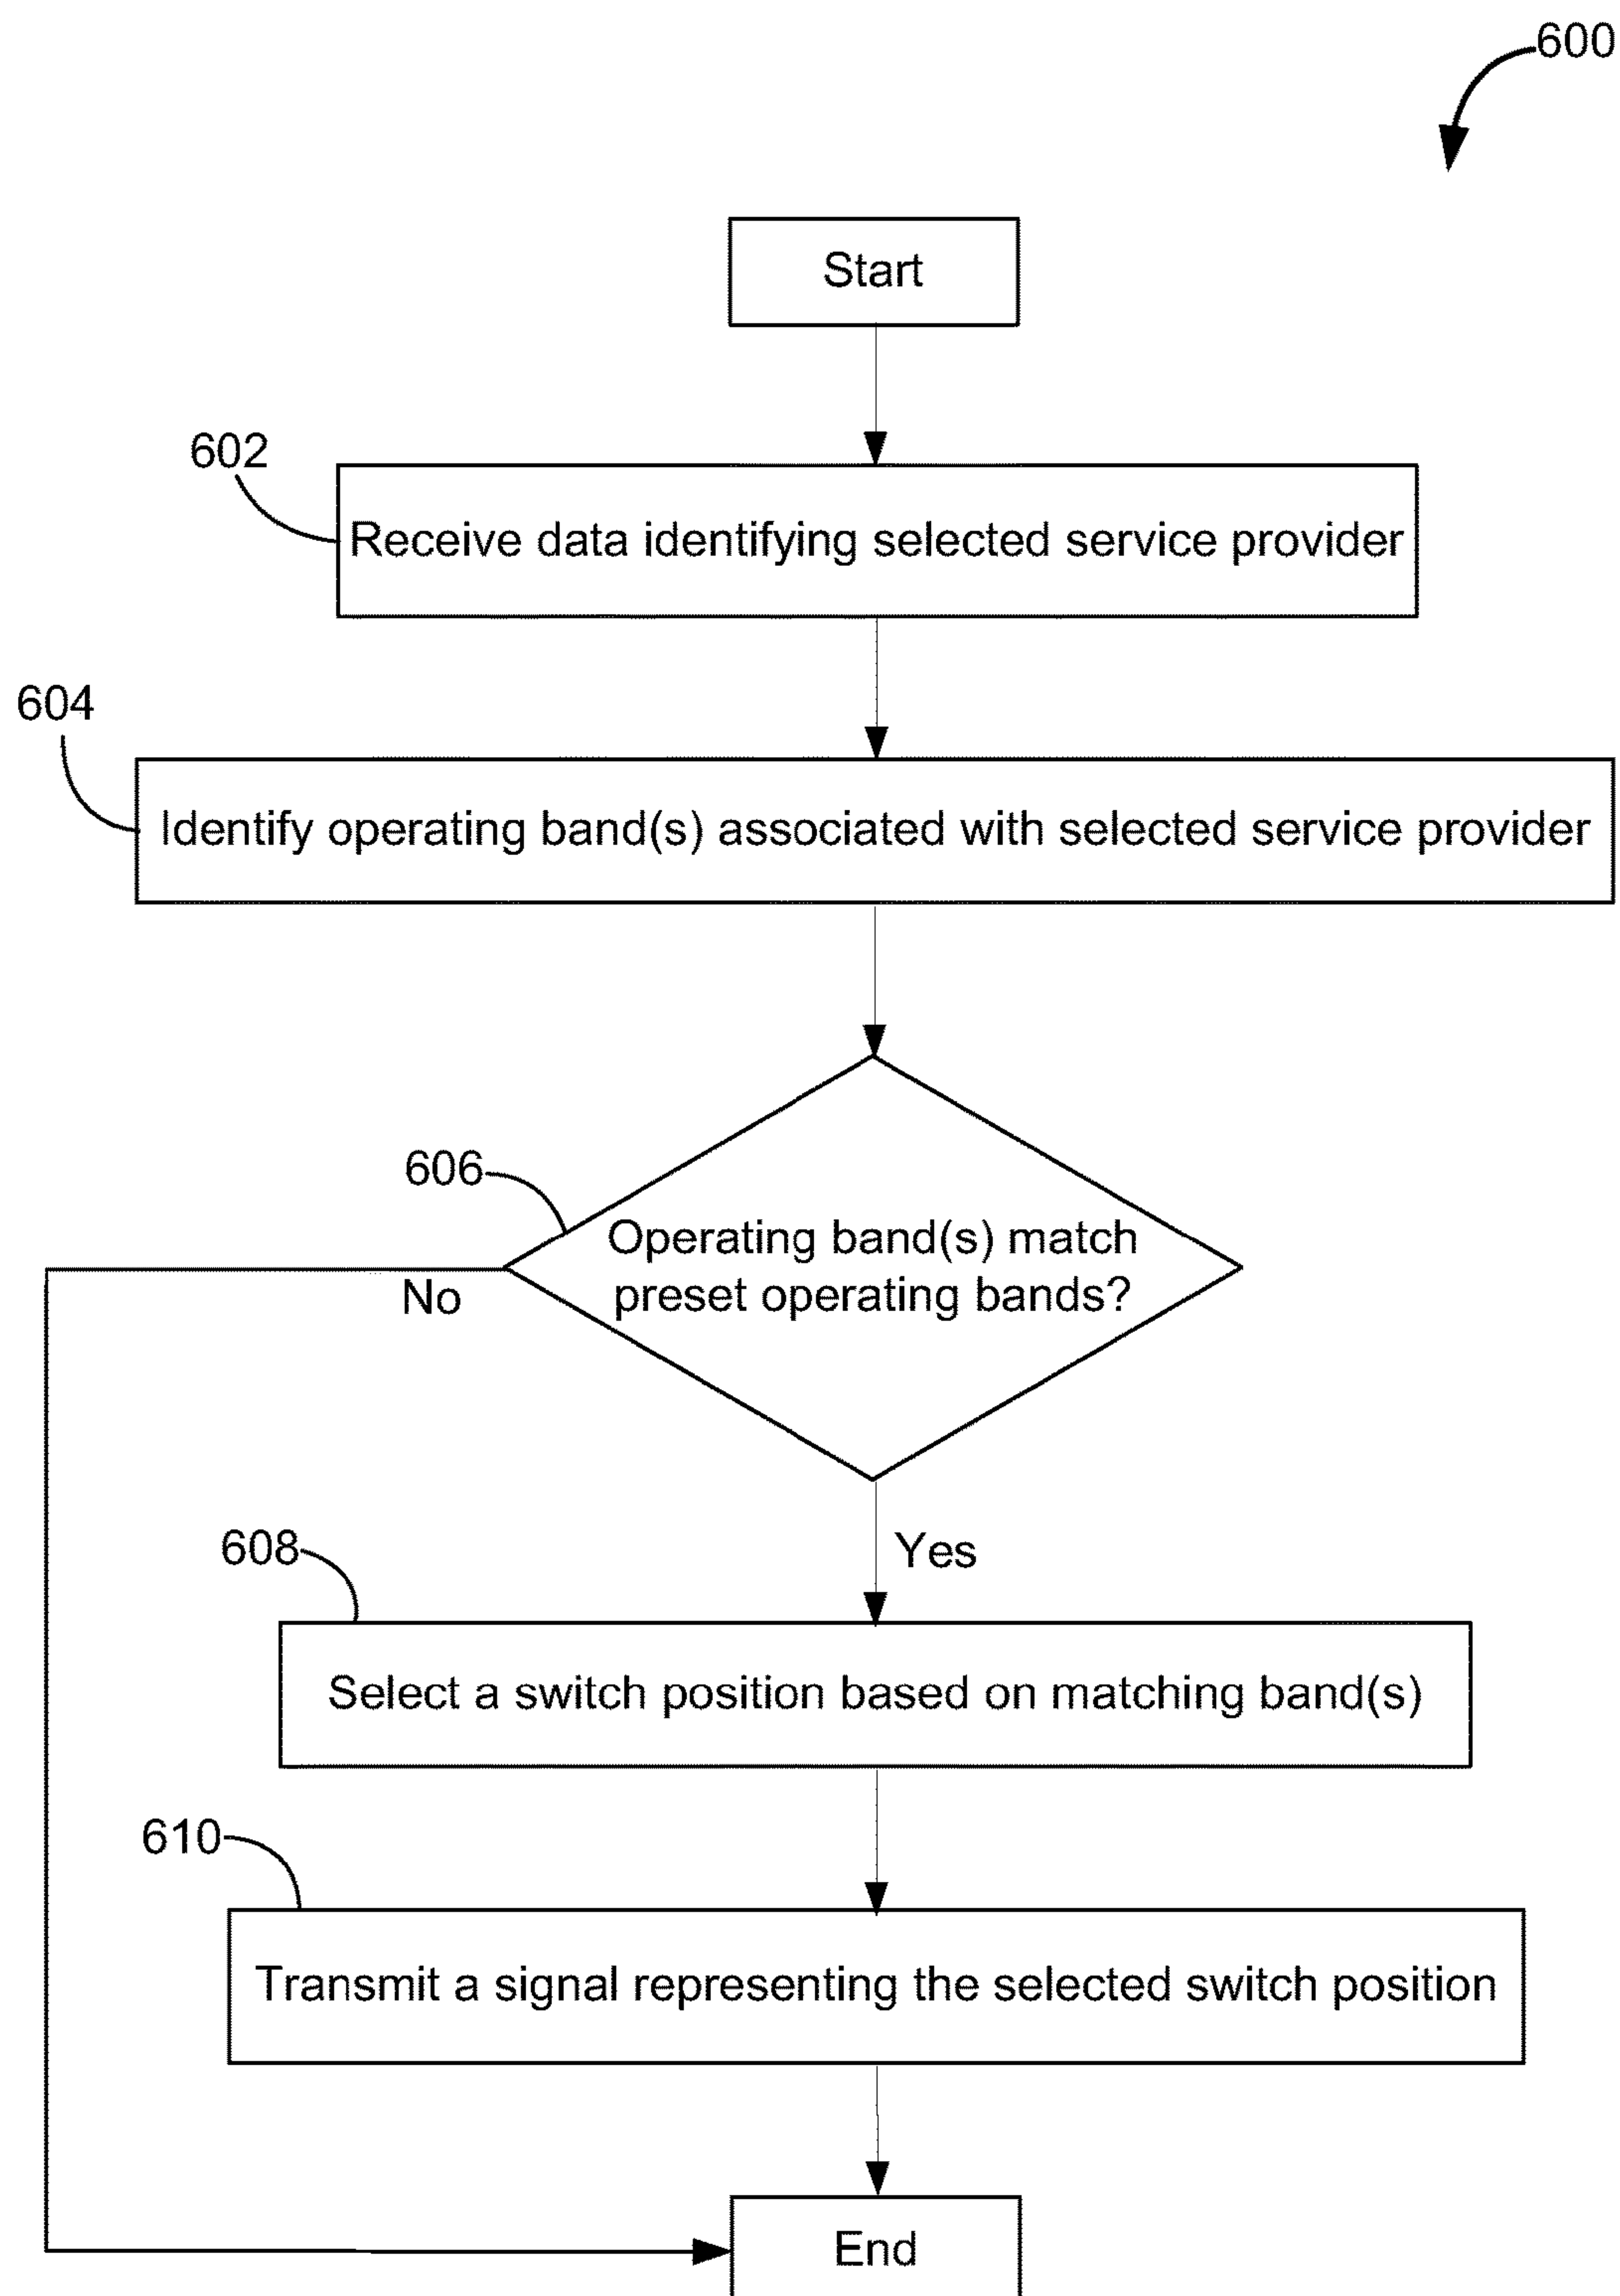 600
Start
602
Receive data identifying selected service provider
604
Identify operating band(s) associated with selected service provider
606
Operating band(s) match
preset operating bands?
No
Yes
608
Select a switch position based on matching band(s)
610
Transmit a signal representing the selected switch position
End